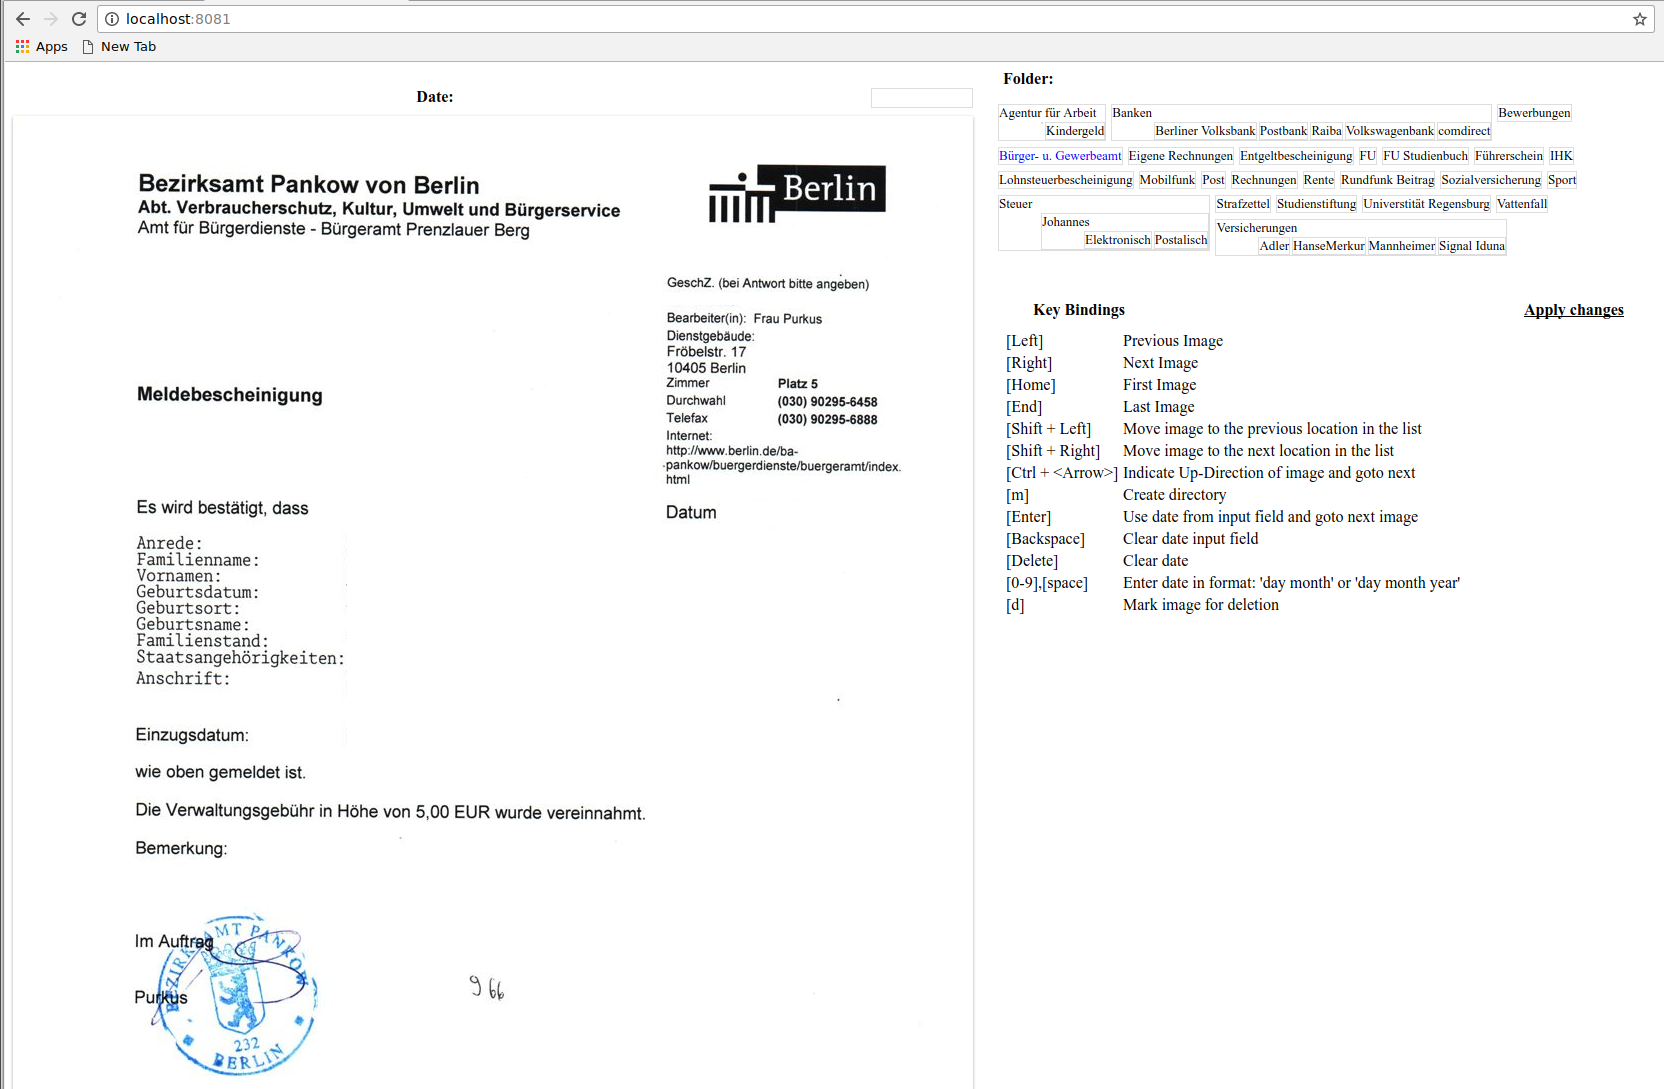 localhost:8081
Apps New Tab
Date:
Bezirksamt Pankow von Berlin
Abt. Verbraucherschutz, Kultur, Umwelt und Bürgerservice
Amt für Bürgerdienste - Bürgeramt Prenzlauer Berg
Berlin
GeschZ. (bei Antwort bitte angeben)
Bearbeiter(in): Frau Purkus
Dienstgebäude:
Fröbelstr. 17
10405 Berlin
Zimmer Platz 5
Durchwahl (030) 90295-6458
Telefax (030) 90295-6888
Internet:
http://www.berlin.de/ba-
pankow/buergerdienste/buergeramt/index.
html
Meldebescheinigung
Es wird bestätigt, dass
Datum
Anrede:
Familienname:
Vornamen:
Geburtsdatum:
Geburtsort:
Geburtsname:
Familienstand:
Staatsangehörigkeiten:
Anschrift:
Einzugsdatum:
wie oben gemeldet ist.
Die Verwaltungsgebühr in Höhe von 5,00 EUR wurde vereinnahmt.
Bemerkung:
Im Auftrag
Purkus
BEZIRKSAMT PANKOW
232
BERLIN
966
Folder:
Agentur für Arbeit Banken Bewerbungen
Kindergeld Berliner Volksbank Postbank Raiba Volkswagenbank comdirect
Bürger- u. Gewerbeamt Eigene Rechnungen Entgeltbescheinigung FU FU Studienbuch Führerschein IHK
Lohnsteuerbescheinigung Mobilfunk Post Rechnungen Rente Rundfunk Beitrag Sozialversicherung Sport
Steuer Strafzettel Studienstiftung Universtität Regensburg Vattenfall
Johannes
Elektronisch Postalisch
Versicherungen
Adler HanseMerkur Mannheimer Signal Iduna
Key Bindings Apply changes
[Left] Previous Image
[Right] Next Image
[Home] First Image
[End] Last Image
[Shift + Left] Move image to the previous location in the list
[Shift + Right] Move image to the next location in the list
[Ctrl + <Arrow>] Indicate Up-Direction of image and goto next
[m] Create directory
[Enter] Use date from input field and goto next image
[Backspace] Clear date input field
[Delete] Clear date
[0-9],[space] Enter date in format: 'day month' or 'day month year'
[d] Mark image for deletion